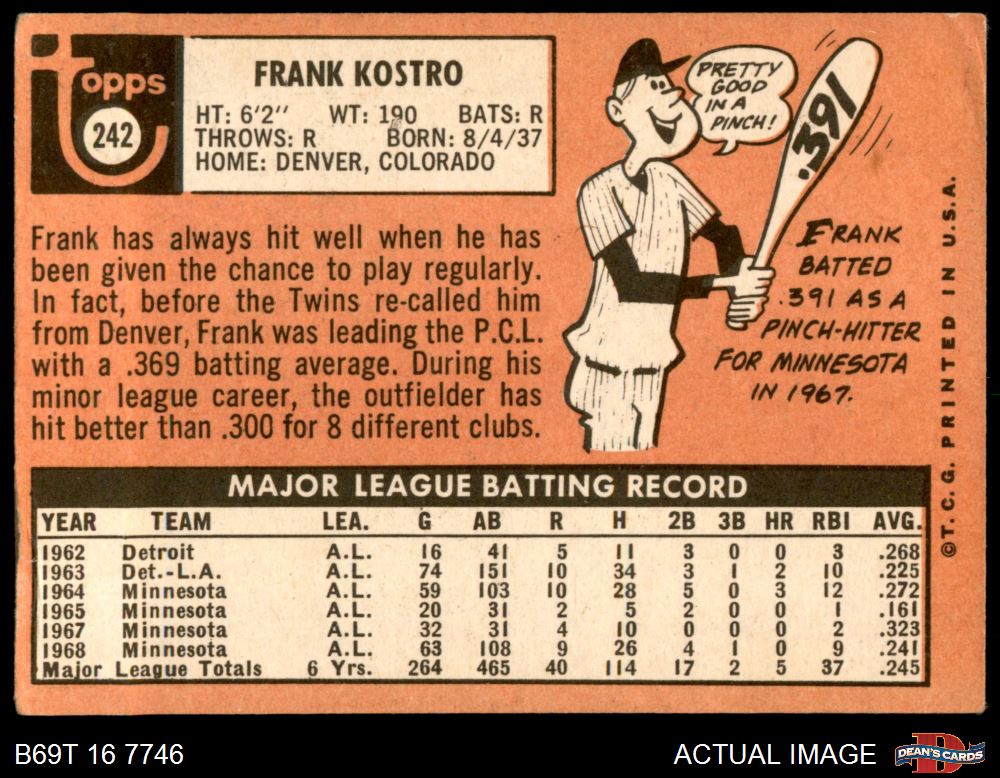 topps
242
FRANK KOSTRO
HT: 6'2" WT: 190 BATS: R
THROWS: R BORN: 8/4/37
HOME: DENVER, COLORADO
PRETTY
GOOD
IN A
PINCH!
.391
Frank has always hit well when he has
been given the chance to play regularly.
In fact, before the Twins re-called him
from Denver, Frank was leading the P.C.L.
with a .369 batting average. During his
minor league career, the outfielder has
hit better than .300 for 8 different clubs.
FRANK
BATTED
.391 AS A
PINCH-HITTER
FOR MINNESOTA
IN 1967.
©T.C.G. PRINTED IN U.S.A.
MAJOR LEAGUE BATTING RECORD
YEAR TEAM LEA. G AB R H 2B 3B HR RBI AVG.
1962 Detroit A.L. 16 41 5 11 3 0 0 3 .268
1963 Det.-L.A. A.L. 74 151 10 34 3 1 2 10 .225
1964 Minnesota A.L. 59 103 10 28 5 0 3 12 .272
1965 Minnesota A.L. 20 31 2 5 2 0 0 1 .161
1967 Minnesota A.L. 32 31 4 10 0 0 0 2 .323
1968 Minnesota A.L. 63 108 9 26 4 1 0 9 .241
Major League Totals 6 Yrs. 264 465 40 114 17 2 5 37 .245
B69T 16 7746
ACTUAL IMAGE
DEAN'S CARDS